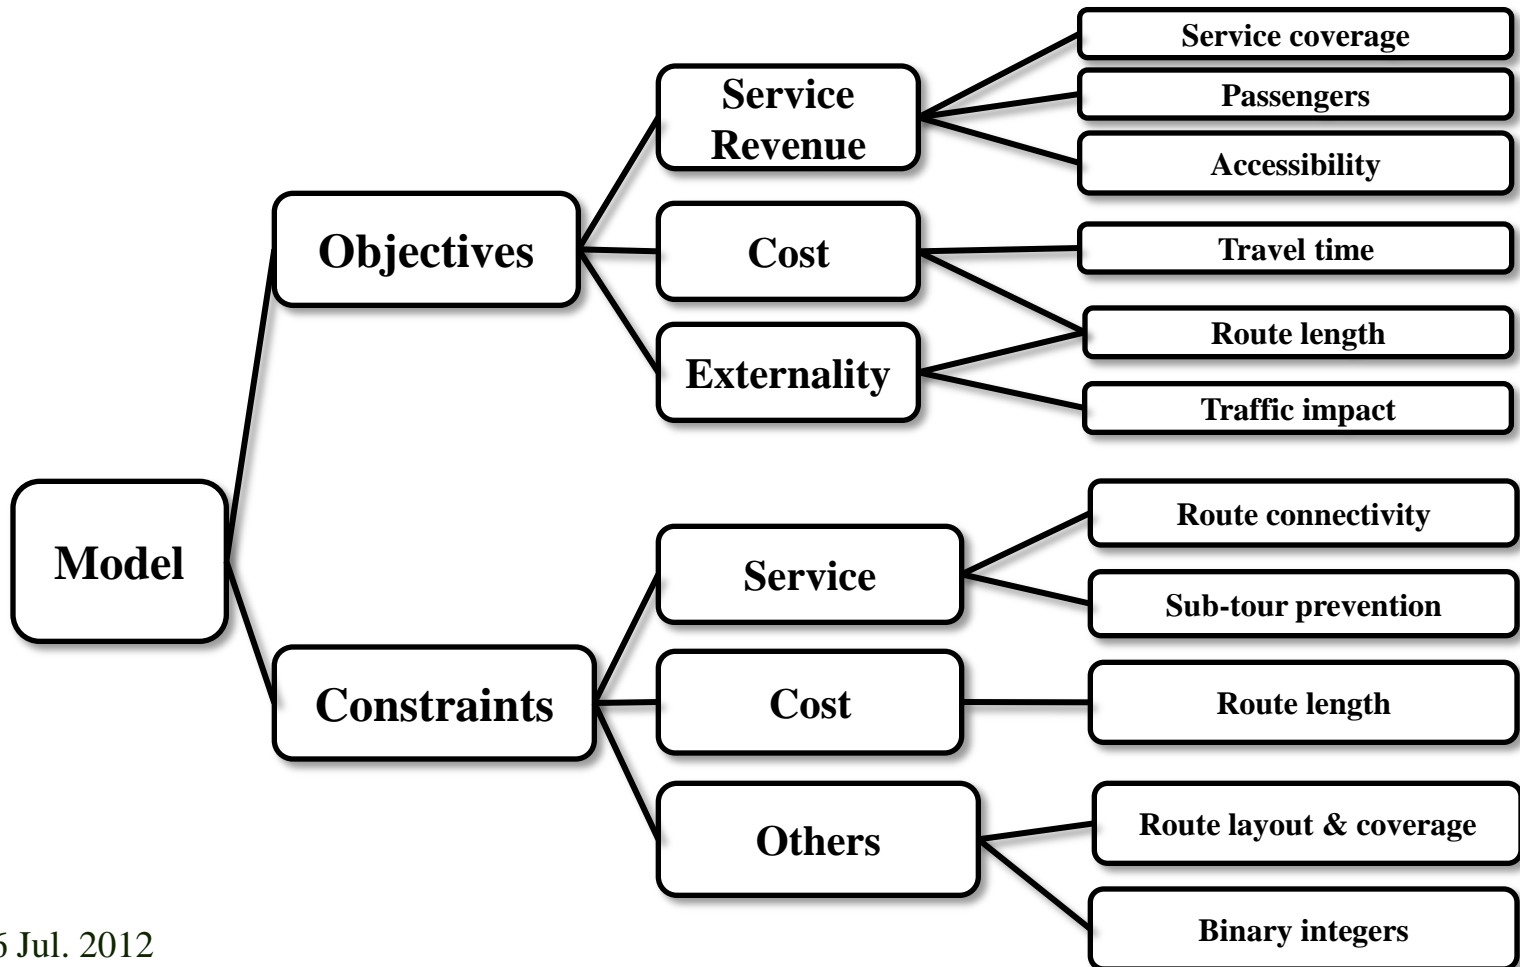 Service coverage
Service
Revenue
Passengers
Accessibility
Objectives
Cost
Travel time
Route length
Externality
Traffic impact
Model
Route connectivity
Service
Sub-tour prevention
Constraints
Cost
Route length
Others
Route layout & coverage
Binary integers
6 Jul. 2012